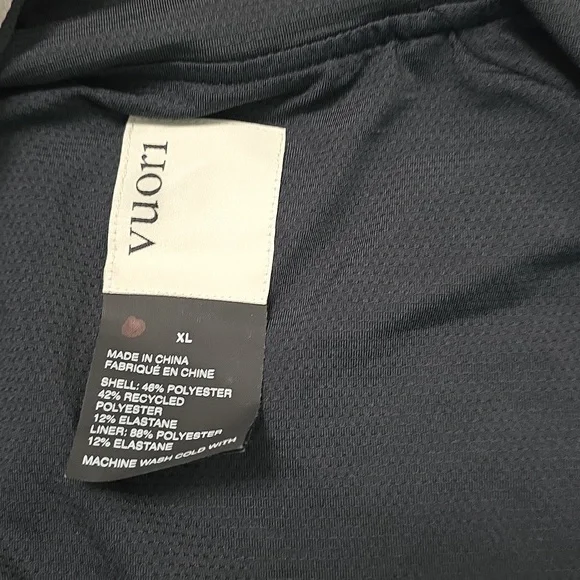 vuori
XL
MADE IN CHINA
FABRIQUÉ EN CHINE
SHELL: 46% POLYESTER
42% RECYCLED
POLYESTER
12% ELASTANE
LINER: 88% POLYESTER
12% ELASTANE
MACHINE WASH COLD WITH